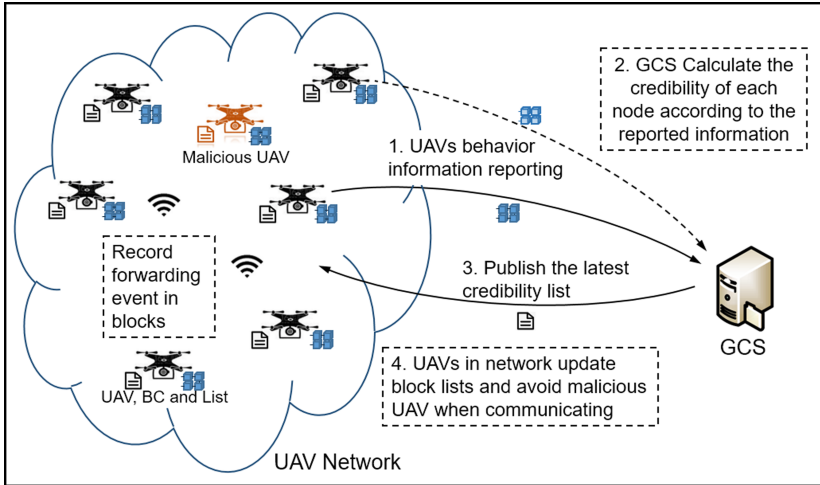 2. GCS Calculate the
credibility of each
node according to the
reported information
Malicious UAV
1. UAVs behavior
information reporting
Record
forwarding
event in
blocks
3. Publish the latest
credibility list
GCS
4. UAVs in network update
block lists and avoid malicious
UAV when communicating
UAV, BC and List
UAV Network